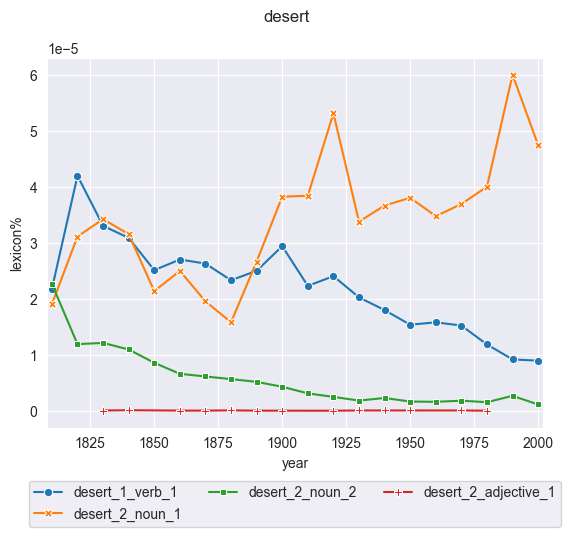 desert
1e−5
6
5
4
3
2
1
0
lexicon%
1825 1850 1875 1900 1925 1950 1975 2000
year
desert_1_verb_1 desert_2_noun_2 desert_2_adjective_1
desert_2_noun_1